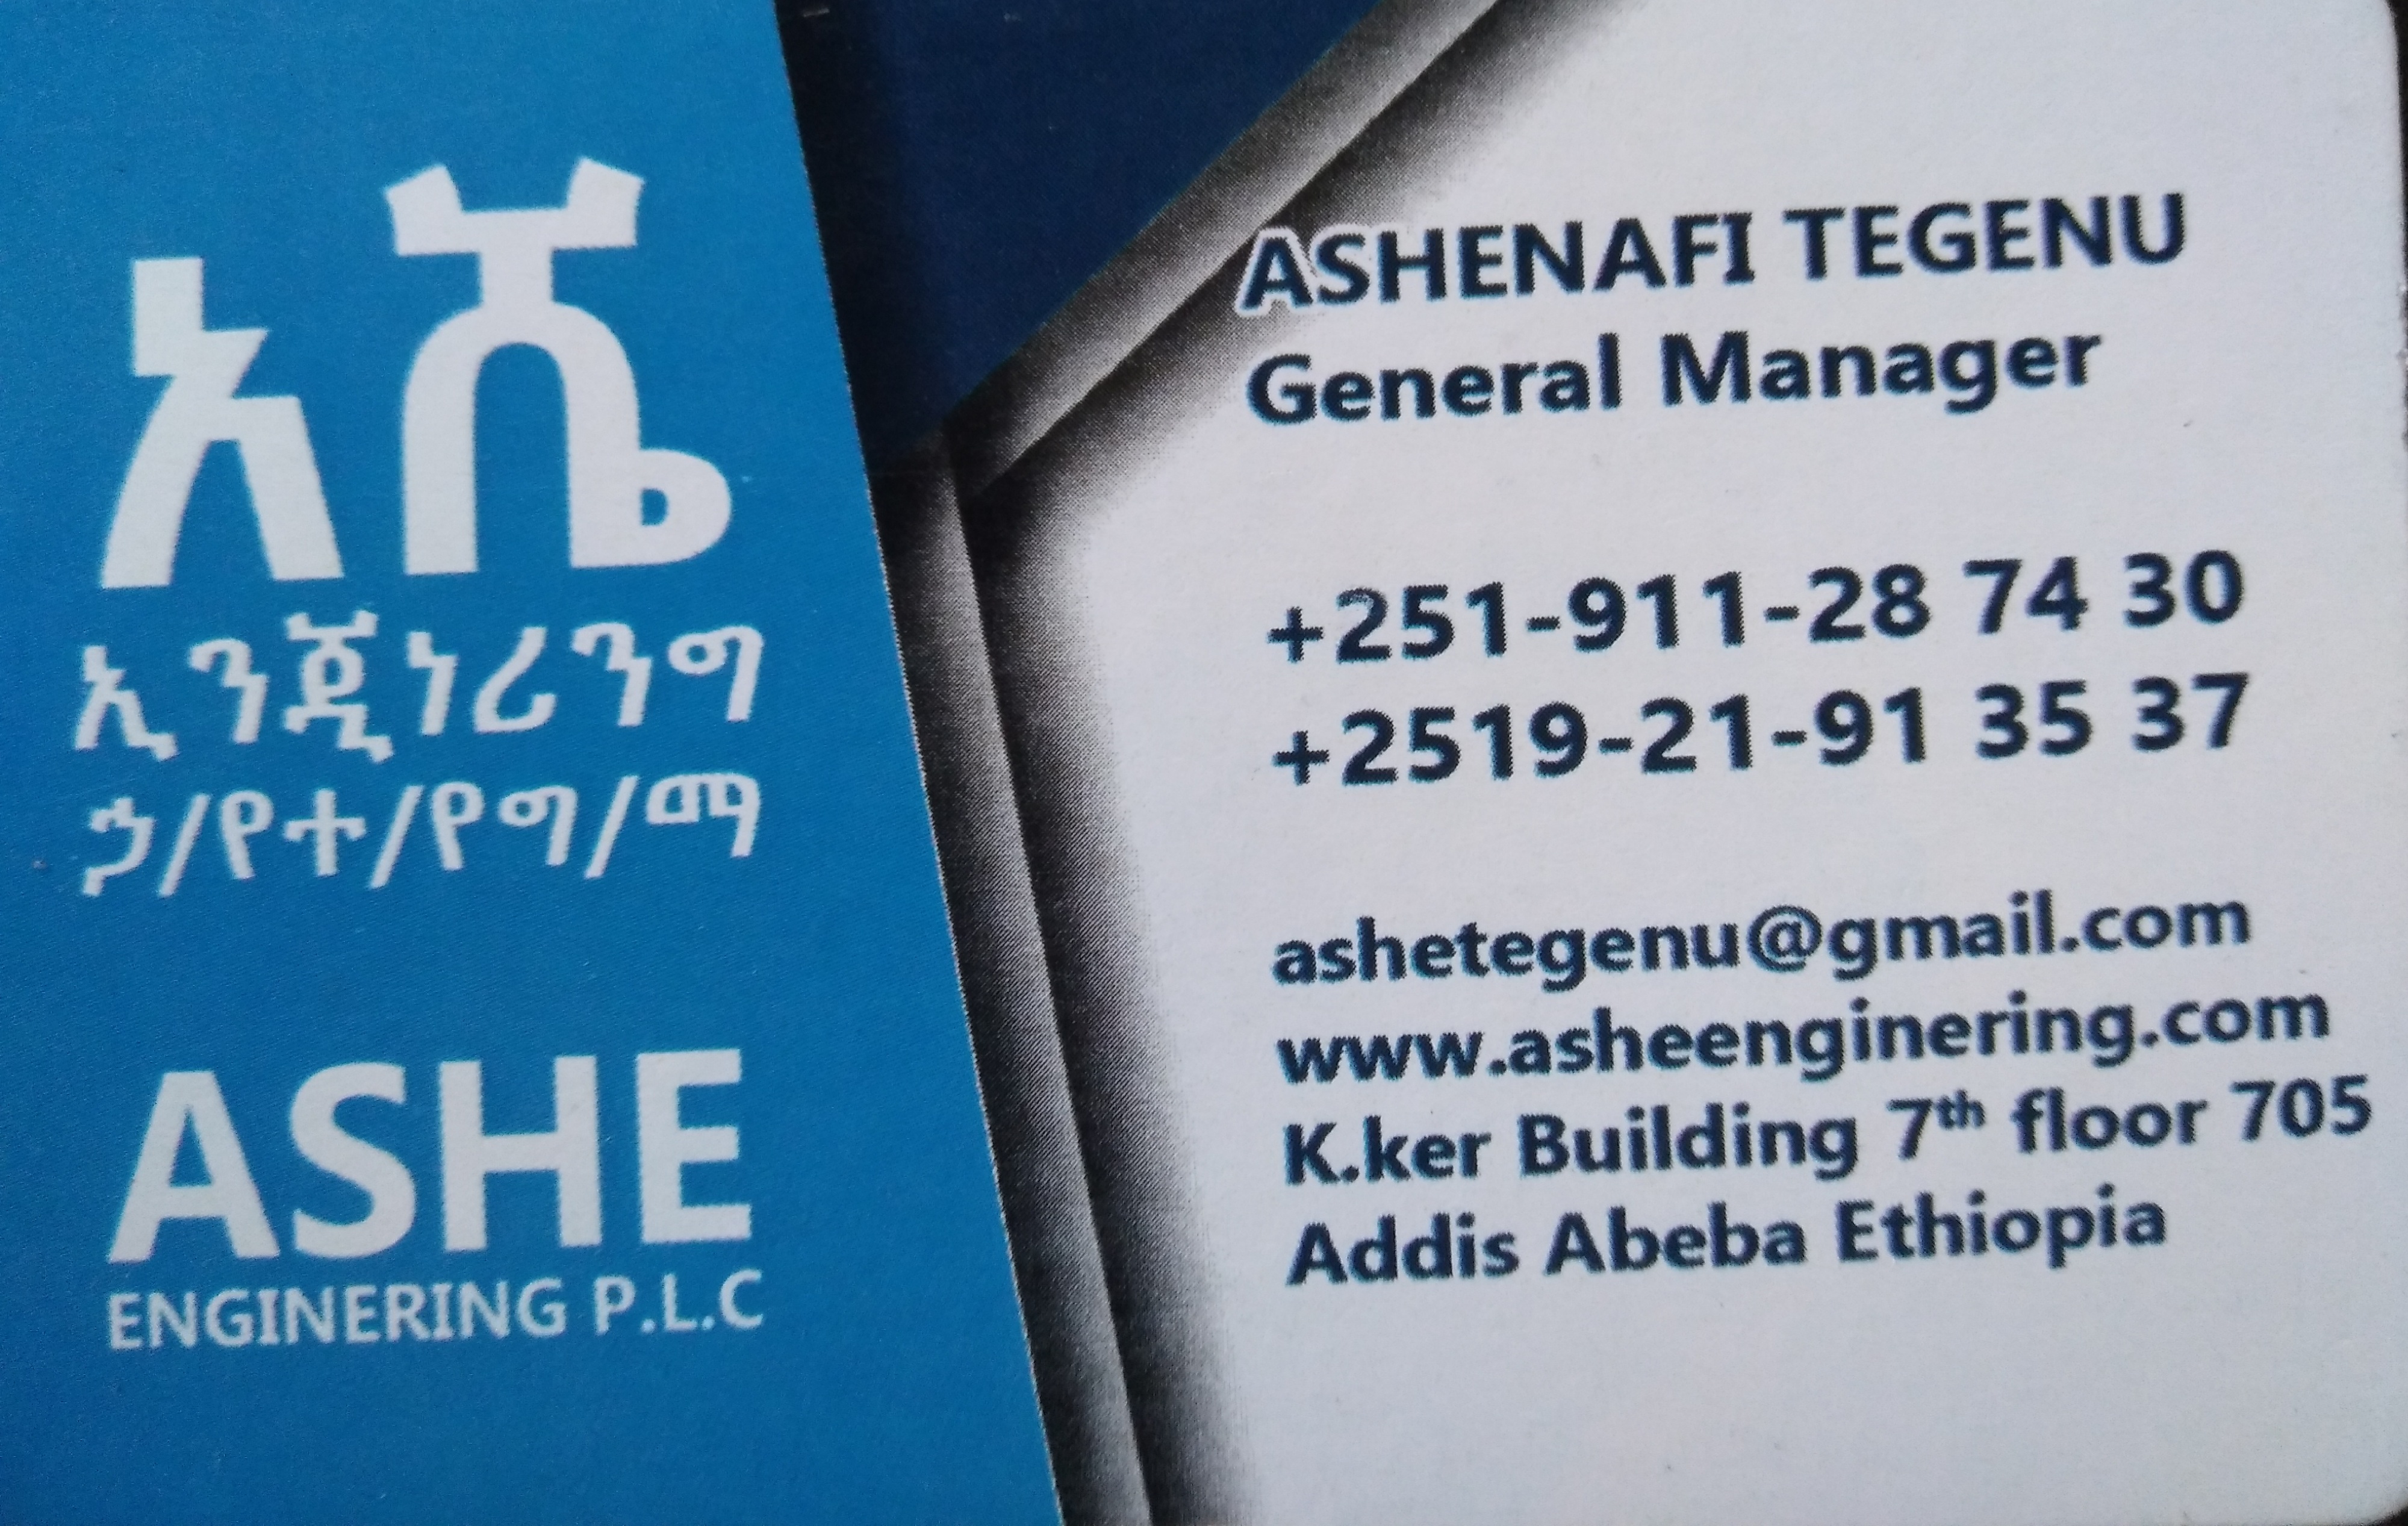 አሼ
ኢንጂነሪንግ
ኃ/የተ/የግ/ማ
ASHE
ENGINERING P.L.C
ASHENAFI TEGENU
General Manager
+251-911-28 74 30
+2519-21-91 35 37
ashetegenu@gmail.com
www.asheenginering.com
K.ker Building 7th floor 705
Addis Abeba Ethiopia